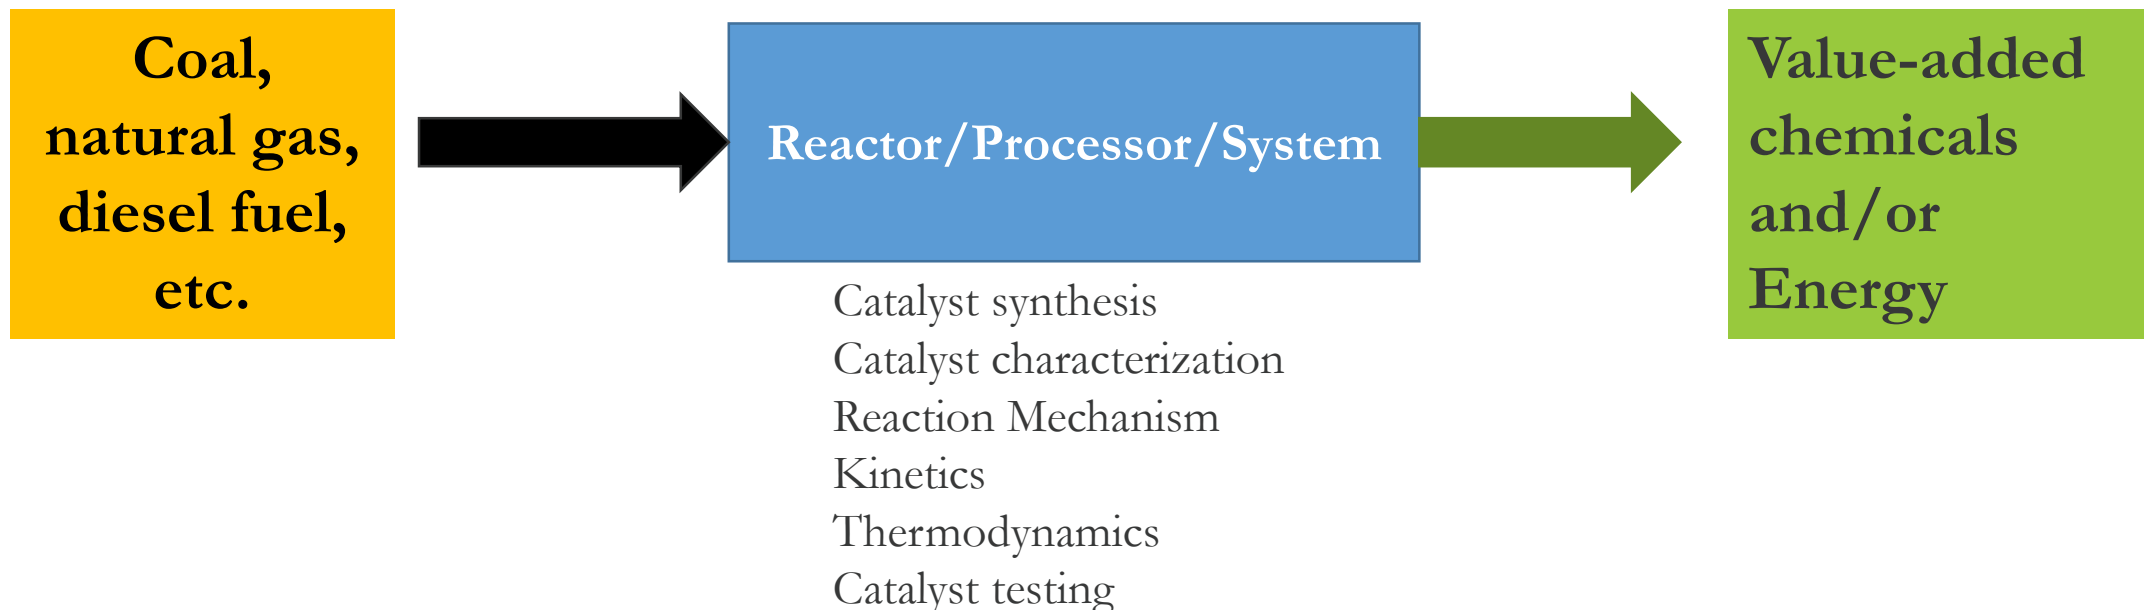 Coal,
natural gas,
diesel fuel,
etc.
Reactor/Processor/System
Value-added
chemicals
and/or
Energy
Catalyst synthesis
Catalyst characterization
Reaction Mechanism
Kinetics
Thermodynamics
Catalyst testing